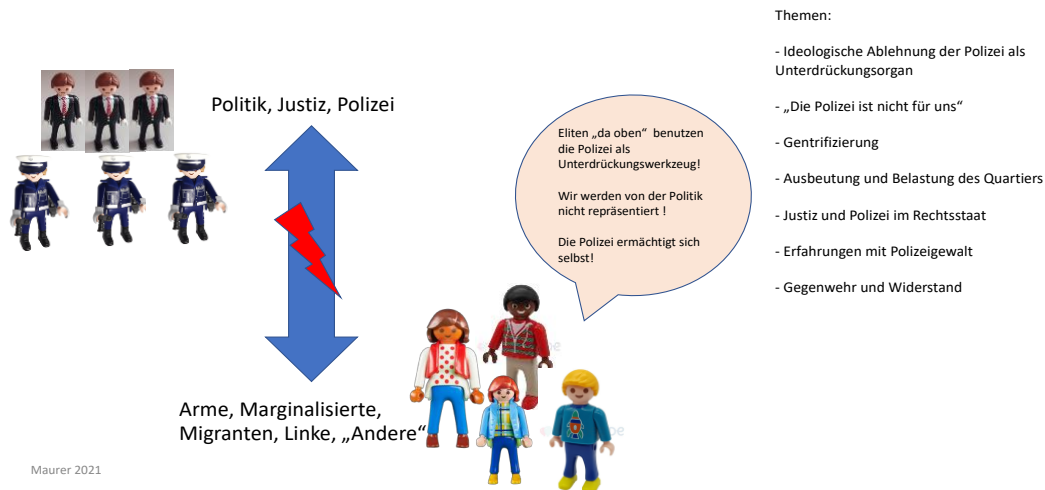 Politik, Justiz, Polizei
Eliten „da oben“ benutzen
die Polizei als
Unterdrückungswerkzeug!
Wir werden von der Politik
nicht repräsentiert !
Die Polizei ermächtigt sich
selbst!
Arme, Marginalisierte,
Migranten, Linke, „Andere“
Maurer 2021
Themen:
- Ideologische Ablehnung der Polizei als
Unterdrückungsorgan
- „Die Polizei ist nicht für uns“
- Gentrifizierung
- Ausbeutung und Belastung des Quartiers
- Justiz und Polizei im Rechtsstaat
- Erfahrungen mit Polizeigewalt
- Gegenwehr und Widerstand